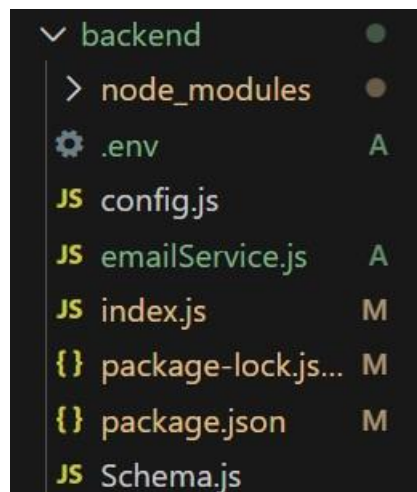 backend
node_modules
.env A
JS config.js
JS emailService.js A
JS index.js M
{} package-lock.js... M
{} package.json M
JS Schema.js